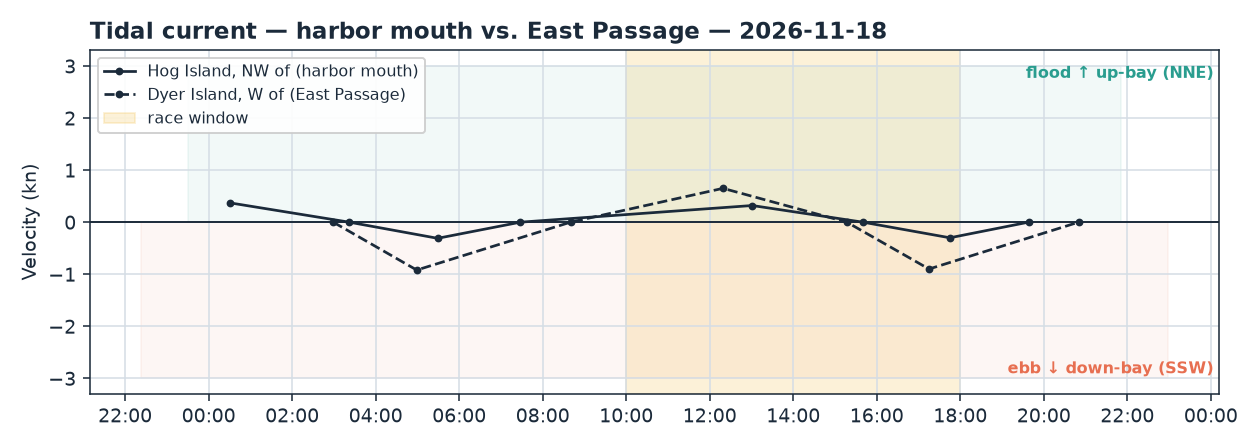 Tidal current — harbor mouth vs. East Passage — 2026-11-18
Hog Island, NW of (harbor mouth)
Dyer Island, W of (East Passage)
race window
flood ↑ up-bay (NNE)
ebb ↓ down-bay (SSW)
Velocity (kn)
3
2
1
0
−1
−2
−3
22:00 00:00 02:00 04:00 06:00 08:00 10:00 12:00 14:00 16:00 18:00 20:00 22:00 00:00